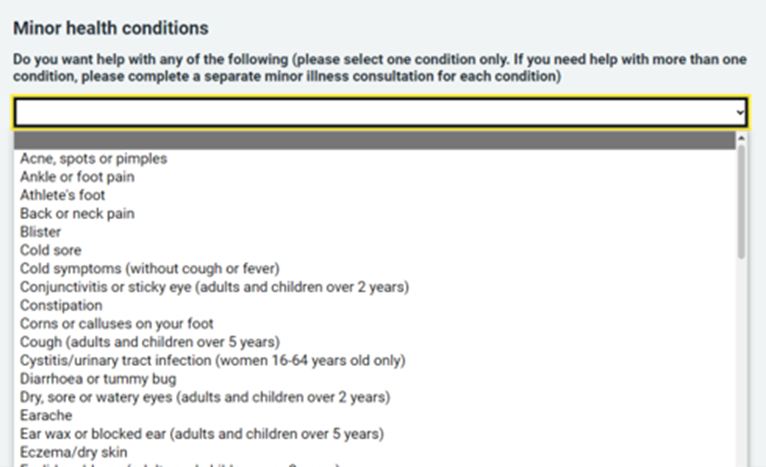 Minor health conditions
Do you want help with any of the following (please select one condition only. If you need help with more than one
condition, please complete a separate minor illness consultation for each condition)
Acne, spots or pimples
Ankle or foot pain
Athlete's foot
Back or neck pain
Blister
Cold sore
Cold symptoms (without cough or fever)
Conjunctivitis or sticky eye (adults and children over 2 years)
Constipation
Corns or calluses on your foot
Cough (adults and children over 5 years)
Cystitis/urinary tract infection (women 16-64 years old only)
Diarrhoea or tummy bug
Dry, sore or watery eyes (adults and children over 2 years)
Earache
Ear wax or blocked ear (adults and children over 5 years)
Eczema/dry skin